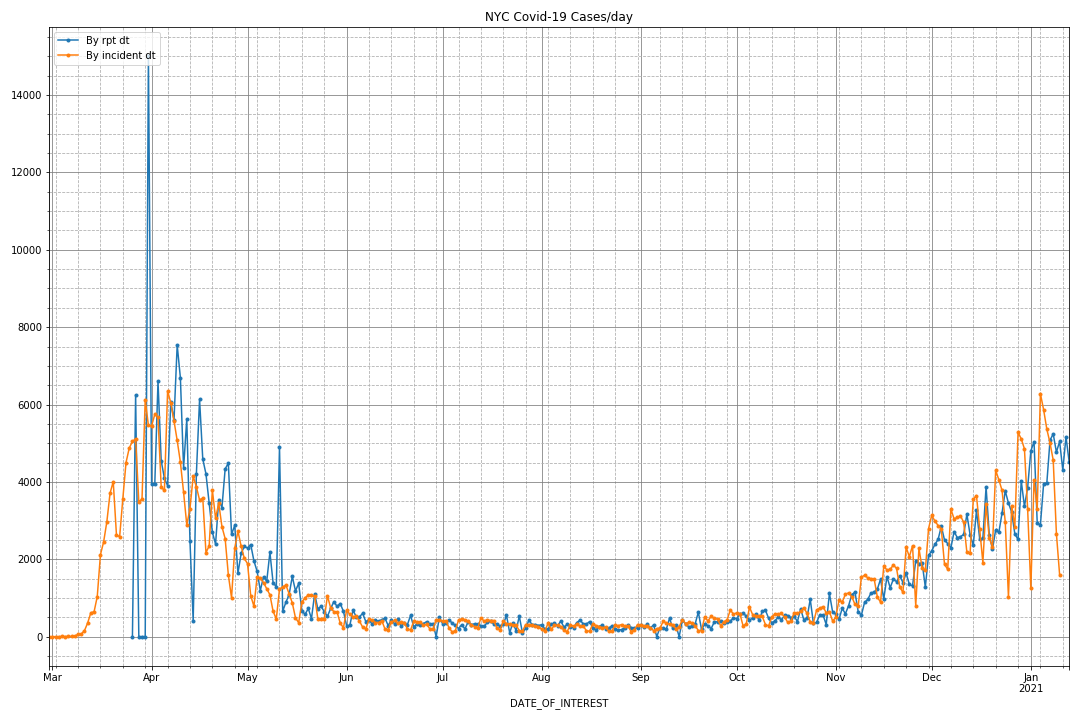 NYC Covid-19 Cases/day
By rpt dt
By incident dt
14000
12000
10000
8000
6000
4000
2000
0
Mar Apr May Jun Jul Aug Sep Oct Nov Dec Jan
2021
DATE_OF_INTEREST